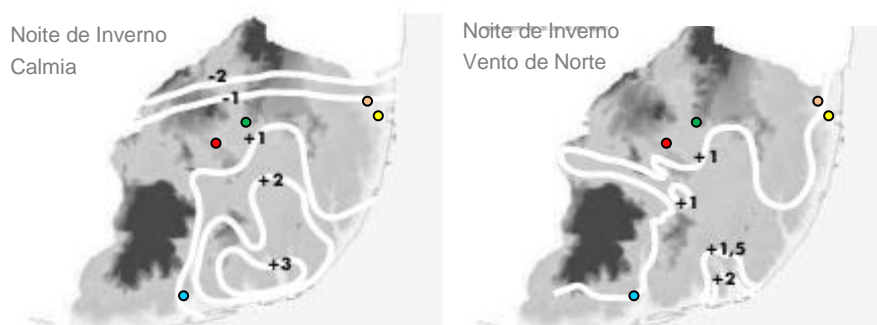 Noite de Inverno
Calmia
-2
-1
+1
+2
+3
Noite de Inverno
Vento de Norte
+1
+1
+1,5
+2